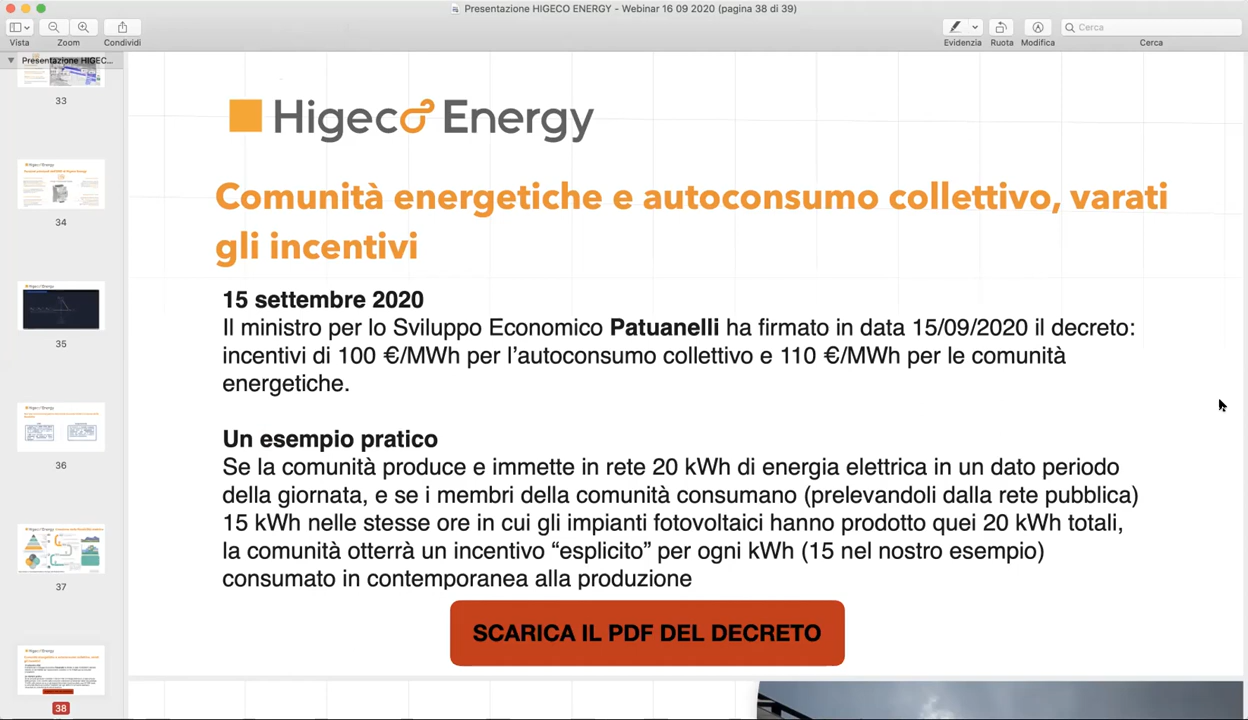 Presentazione HIGECO ENERGY - Webinar 16 09 2020 (pagina 38 di 39)
Vista
Zoom
Condividi
Evidenzia
Ruota
Modifica
Cerca
Cerca
Presentazione HIGEC...
33
34
35
36
37
38
Higeco Energy
Comunità energetiche e autoconsumo collettivo, varati
gli incentivi
15 settembre 2020
Il ministro per lo Sviluppo Economico Patuanelli ha firmato in data 15/09/2020 il decreto:
incentivi di 100 €/MWh per l’autoconsumo collettivo e 110 €/MWh per le comunità
energetiche.
Un esempio pratico
Se la comunità produce e immette in rete 20 kWh di energia elettrica in un dato periodo
della giornata, e se i membri della comunità consumano (prelevandoli dalla rete pubblica)
15 kWh nelle stesse ore in cui gli impianti fotovoltaici hanno prodotto quei 20 kWh totali,
la comunità otterrà un incentivo “esplicito” per ogni kWh (15 nel nostro esempio)
consumato in contemporanea alla produzione
SCARICA IL PDF DEL DECRETO